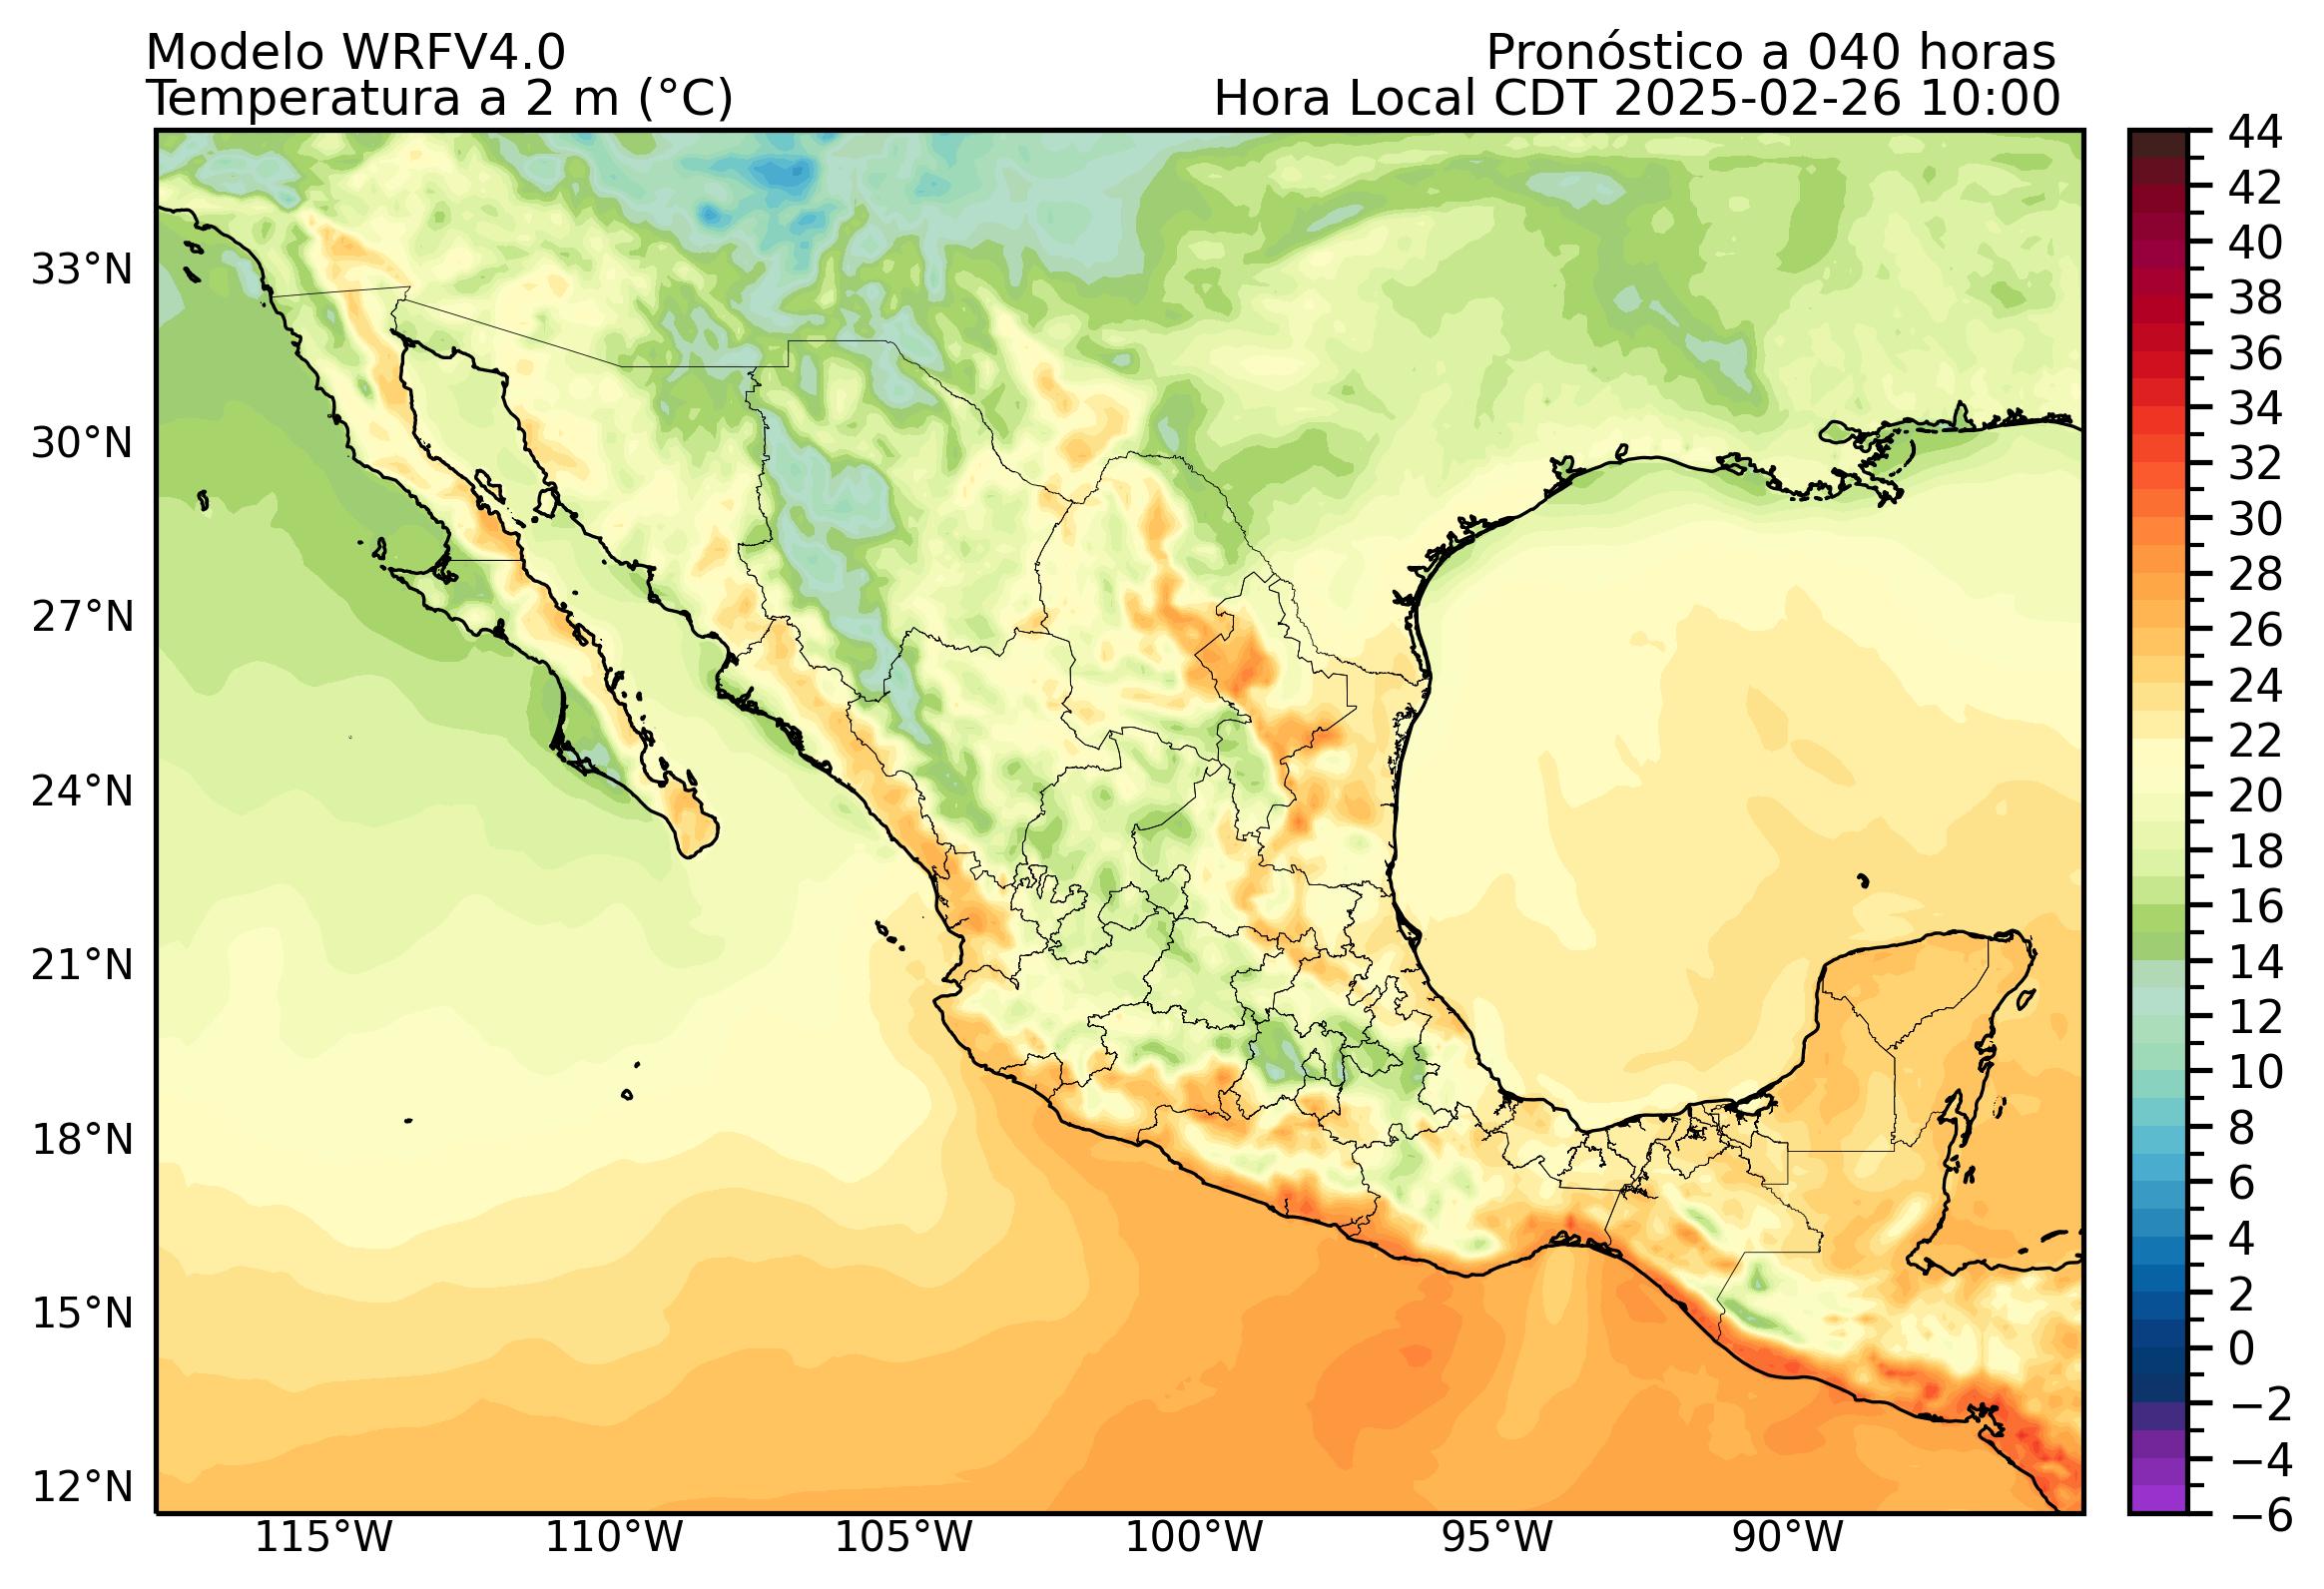 Modelo WRFV4.0
Pronóstico a 040 horas
Temperatura a 2 m (°C)
Hora Local CDT 2025-02-26 10:00
33°N
30°N
27°N
24°N
21°N
18°N
15°N
12°N
115°W
110°W
105°W
100°W
95°W
90°W
44
42
40
38
36
34
32
30
28
26
24
22
20
18
16
14
12
10
8
6
4
2
0
−2
−4
−6